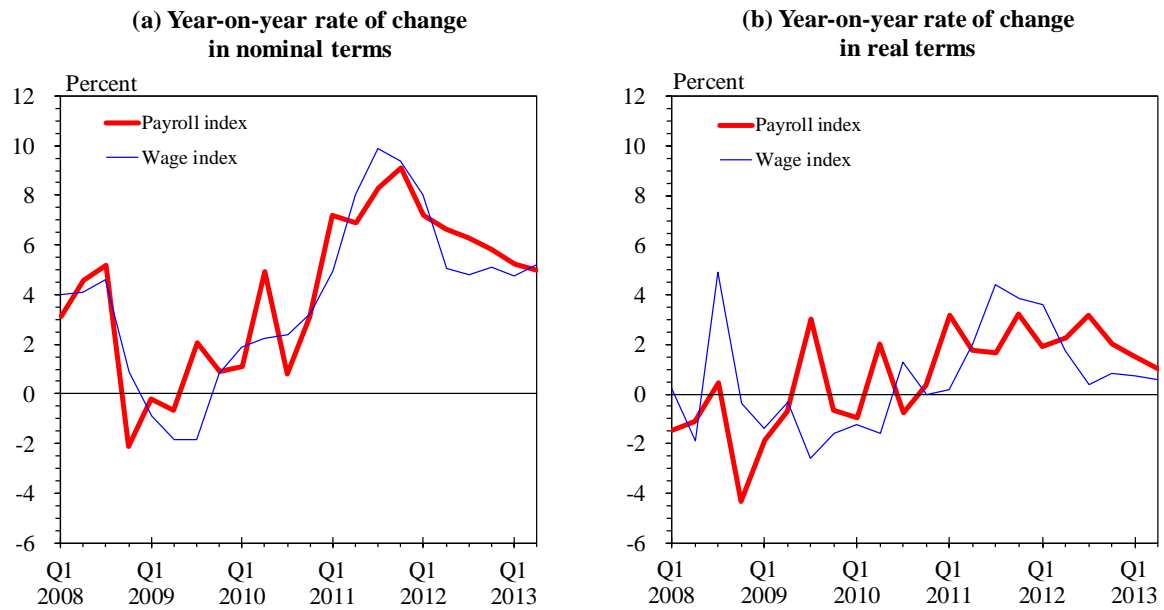 (a) Year-on-year rate of change
in nominal terms
Percent
12
10
8
6
4
2
0
-2
-4
-6
Payroll index
Wage index
Q1 Q1 Q1 Q1 Q1 Q1
2008 2009 2010 2011 2012 2013
(b) Year-on-year rate of change
in real terms
Percent
12
10
8
6
4
2
0
-2
-4
-6
Payroll index
Wage index
Q1 Q1 Q1 Q1 Q1 Q1
2008 2009 2010 2011 2012 2013